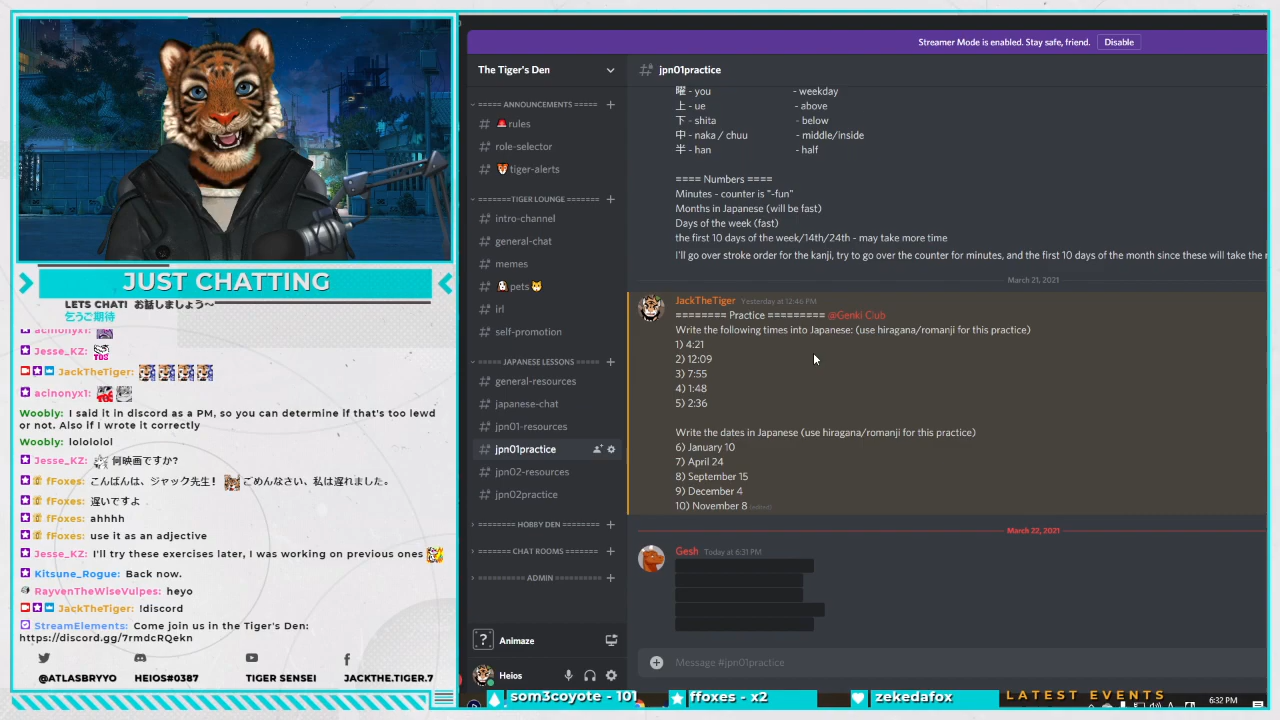 JUST CHATTING
LETS CHAT! お話しましょう〜
乞うご期待
acinonyx1:
Jesse_KZ:
JackTheTiger:
acinonyx1:
Woobly: I said it in discord as a PM, so you can determine if that's too lewd
or not. Also if I wrote it correctly
Woobly: lolololol
Jesse_KZ: 何映画ですか?
fFoxes: こんばんは、ジャック先生! ごめんなさい、私は遅れました。
fFoxes: 遅いですよ
fFoxes: ahhhh
fFoxes: use it as an adjective
Jesse_KZ: I'll try these exercises later, I was working on previous ones
Kitsune_Rogue: Back now.
RayvenTheWiseVulpes: heyo
JackTheTiger: !discord
StreamElements: Come join us in the Tiger's Den:
https://discord.gg/7rmdcRQekn
@ATLASBRYYO HEIOS#0387 TIGER SENSEI JACKTHE.TIGER.7
Streamer Mode is enabled. Stay safe, friend. Disable
The Tiger's Den
===== ANNOUNCEMENTS =====
# rules
# role-selector
# tiger-alerts
=======TIGER LOUNGE =======
# intro-channel
# general-chat
# memes
# pets
# irl
# self-promotion
===== JAPANESE LESSONS =====
# general-resources
# japanese-chat
# jpn01-resources
# jpn01practice
# jpn02-resources
# jpn02practice
======== HOBBY DEN =======
======= CHAT ROOMS =======
========== ADMIN ==========
? Animaze
Heios
# jpn01practice
曜 - you - weekday
上 - ue - above
下 - shita - below
中 - naka / chuu - middle/inside
半 - han - half
==== Numbers ====
Minutes - counter is "-fun"
Months in Japanese (will be fast)
Days of the week (fast)
the first 10 days of the week/14th/24th - may take more time
I'll go over stroke order for the kanji, try to go over the counter for minutes, and the first 10 days of the month since these will take the
March 21, 2021
JackTheTiger Yesterday at 12:46 PM
======== Practice ========= @Genki Club
Write the following times into Japanese: (use hiragana/romanji for this practice)
1) 4:21
2) 12:09
3) 7:55
4) 1:48
5) 2:36
Write the dates in Japanese (use hiragana/romanji for this practice)
6) January 10
7) April 24
8) September 15
9) December 4
10) November 8 (edited)
March 22, 2021
Gesh Today at 6:31 PM
Message #jpn01practice
som3coyote - 101 ffoxes - x2 zekedafox LATEST EVENTS
6:32 PM